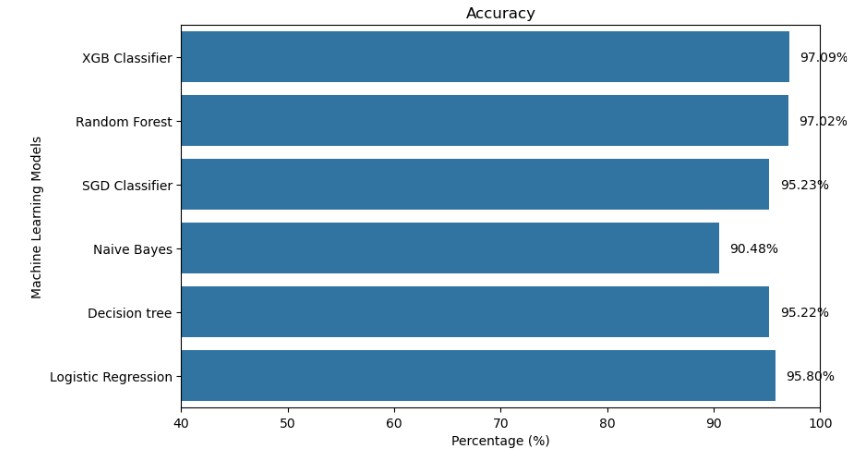 Accuracy
Machine Learning Models
XGB Classifier
97.09%
Random Forest
97.02%
SGD Classifier
95.23%
Naive Bayes
90.48%
Decision tree
95.22%
Logistic Regression
95.80%
40 50 60 70 80 90 100
Percentage (%)